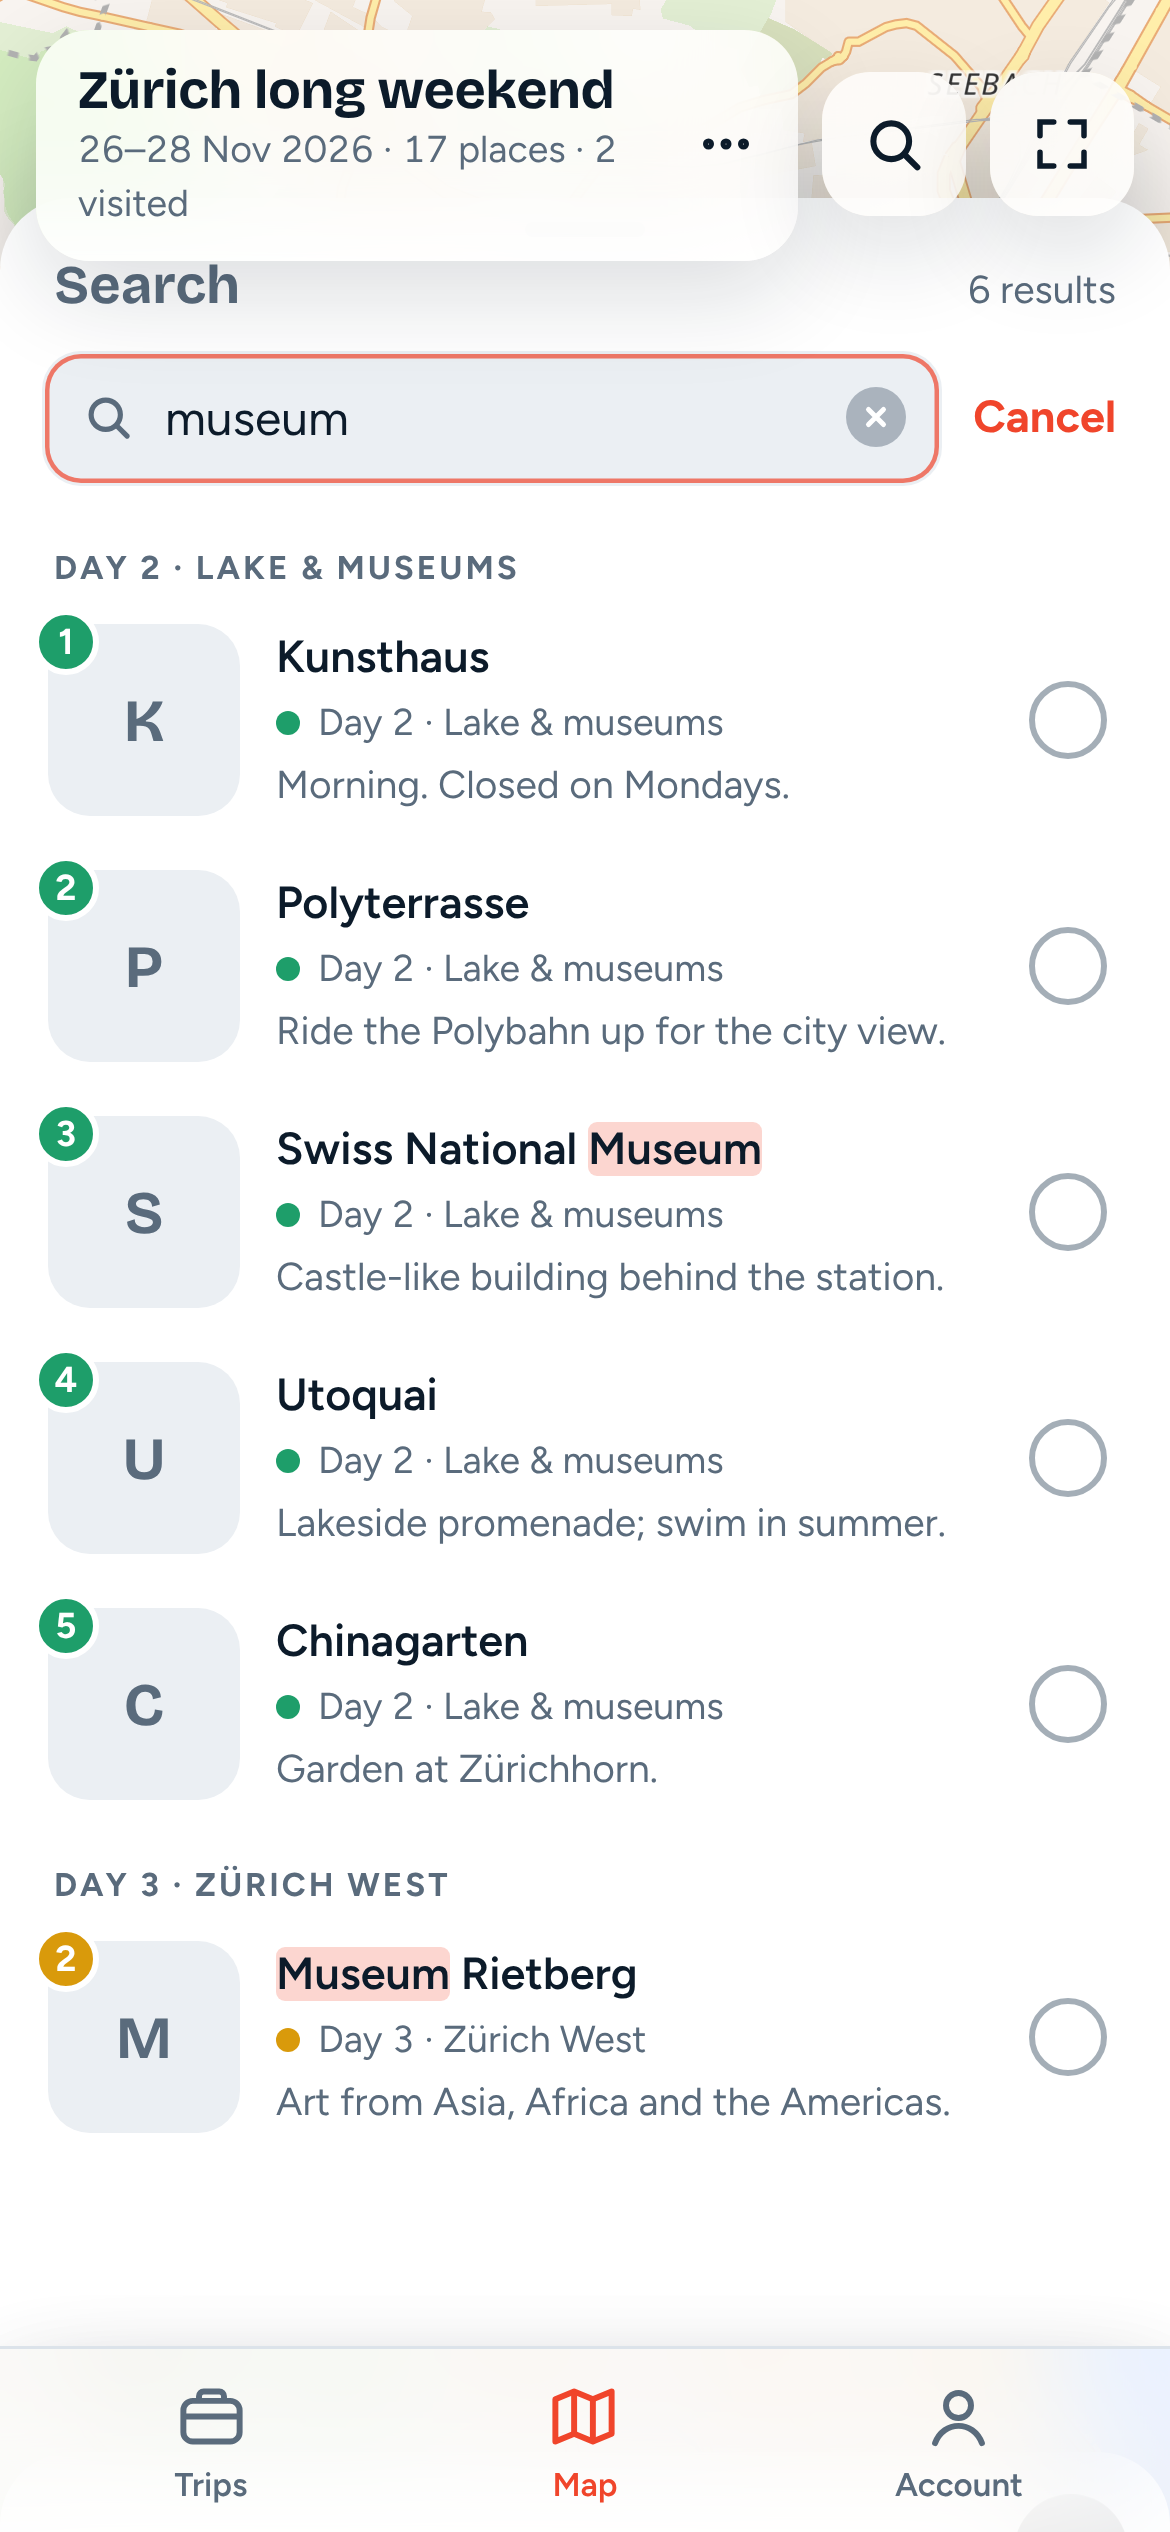 Zürich long weekend
26–28 Nov 2026 · 17 places · 2
visited
Search
6 results
museum
Cancel
DAY 2 · LAKE & MUSEUMS
1
K
Kunsthaus
Day 2 · Lake & museums
Morning. Closed on Mondays.
2
P
Polyterrasse
Day 2 · Lake & museums
Ride the Polybahn up for the city view.
3
S
Swiss National Museum
Day 2 · Lake & museums
Castle-like building behind the station.
4
U
Utoquai
Day 2 · Lake & museums
Lakeside promenade; swim in summer.
5
C
Chinagarten
Day 2 · Lake & museums
Garden at Zürichhorn.
DAY 3 · ZÜRICH WEST
2
M
Museum Rietberg
Day 3 · Zürich West
Art from Asia, Africa and the Americas.
Trips
Map
Account